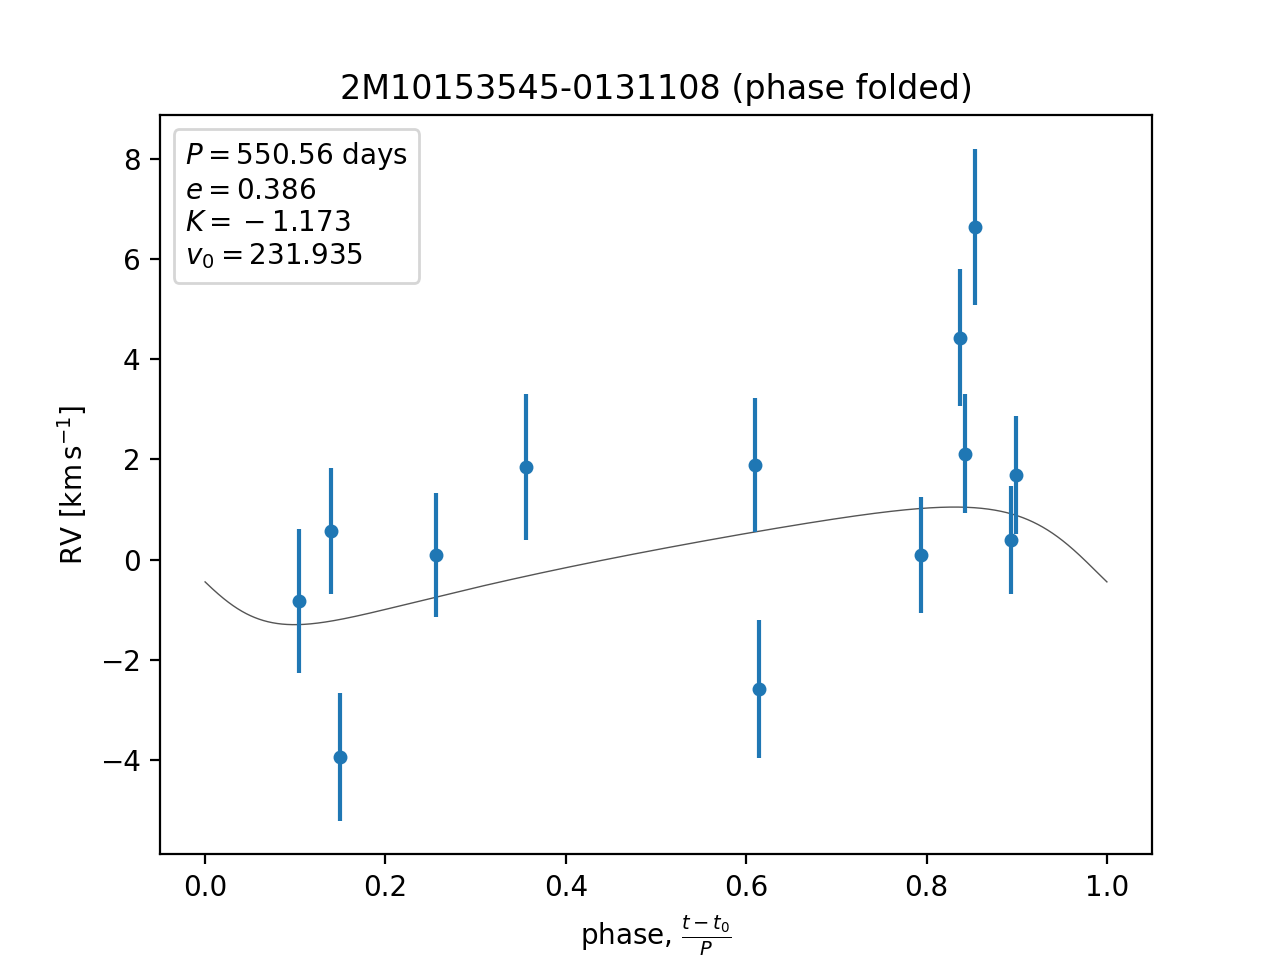 2M10153545-0131108 (phase folded)
P = 550.56 days
e = 0.386
K = −1.173
v₀ = 231.935
RV [km s⁻¹]
8
6
4
2
0
−2
−4
0.0 0.2 0.4 0.6 0.8 1.0
phase, (t − t₀)/P